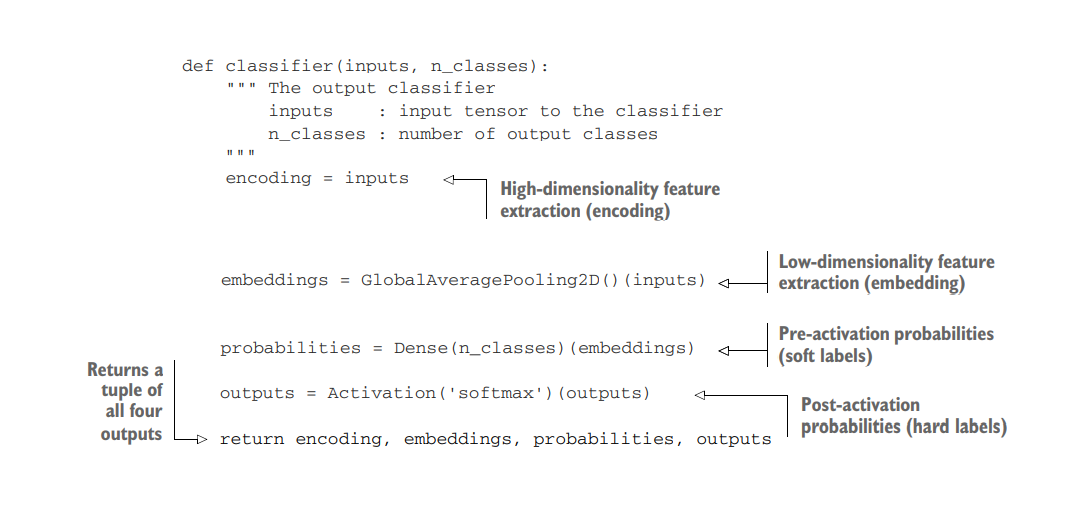 def classifier(inputs, n_classes):
""" The output classifier
inputs : input tensor to the classifier
n_classes : number of output classes
"""
encoding = inputs
High-dimensionality feature
extraction (encoding)
embeddings = GlobalAveragePooling2D()(inputs)
Low-dimensionality feature
extraction (embedding)
probabilities = Dense(n_classes)(embeddings)
Pre-activation probabilities
(soft labels)
outputs = Activation('softmax')(outputs)
Post-activation
probabilities (hard labels)
Returns a
tuple of
all four
outputs
return encoding, embeddings, probabilities, outputs